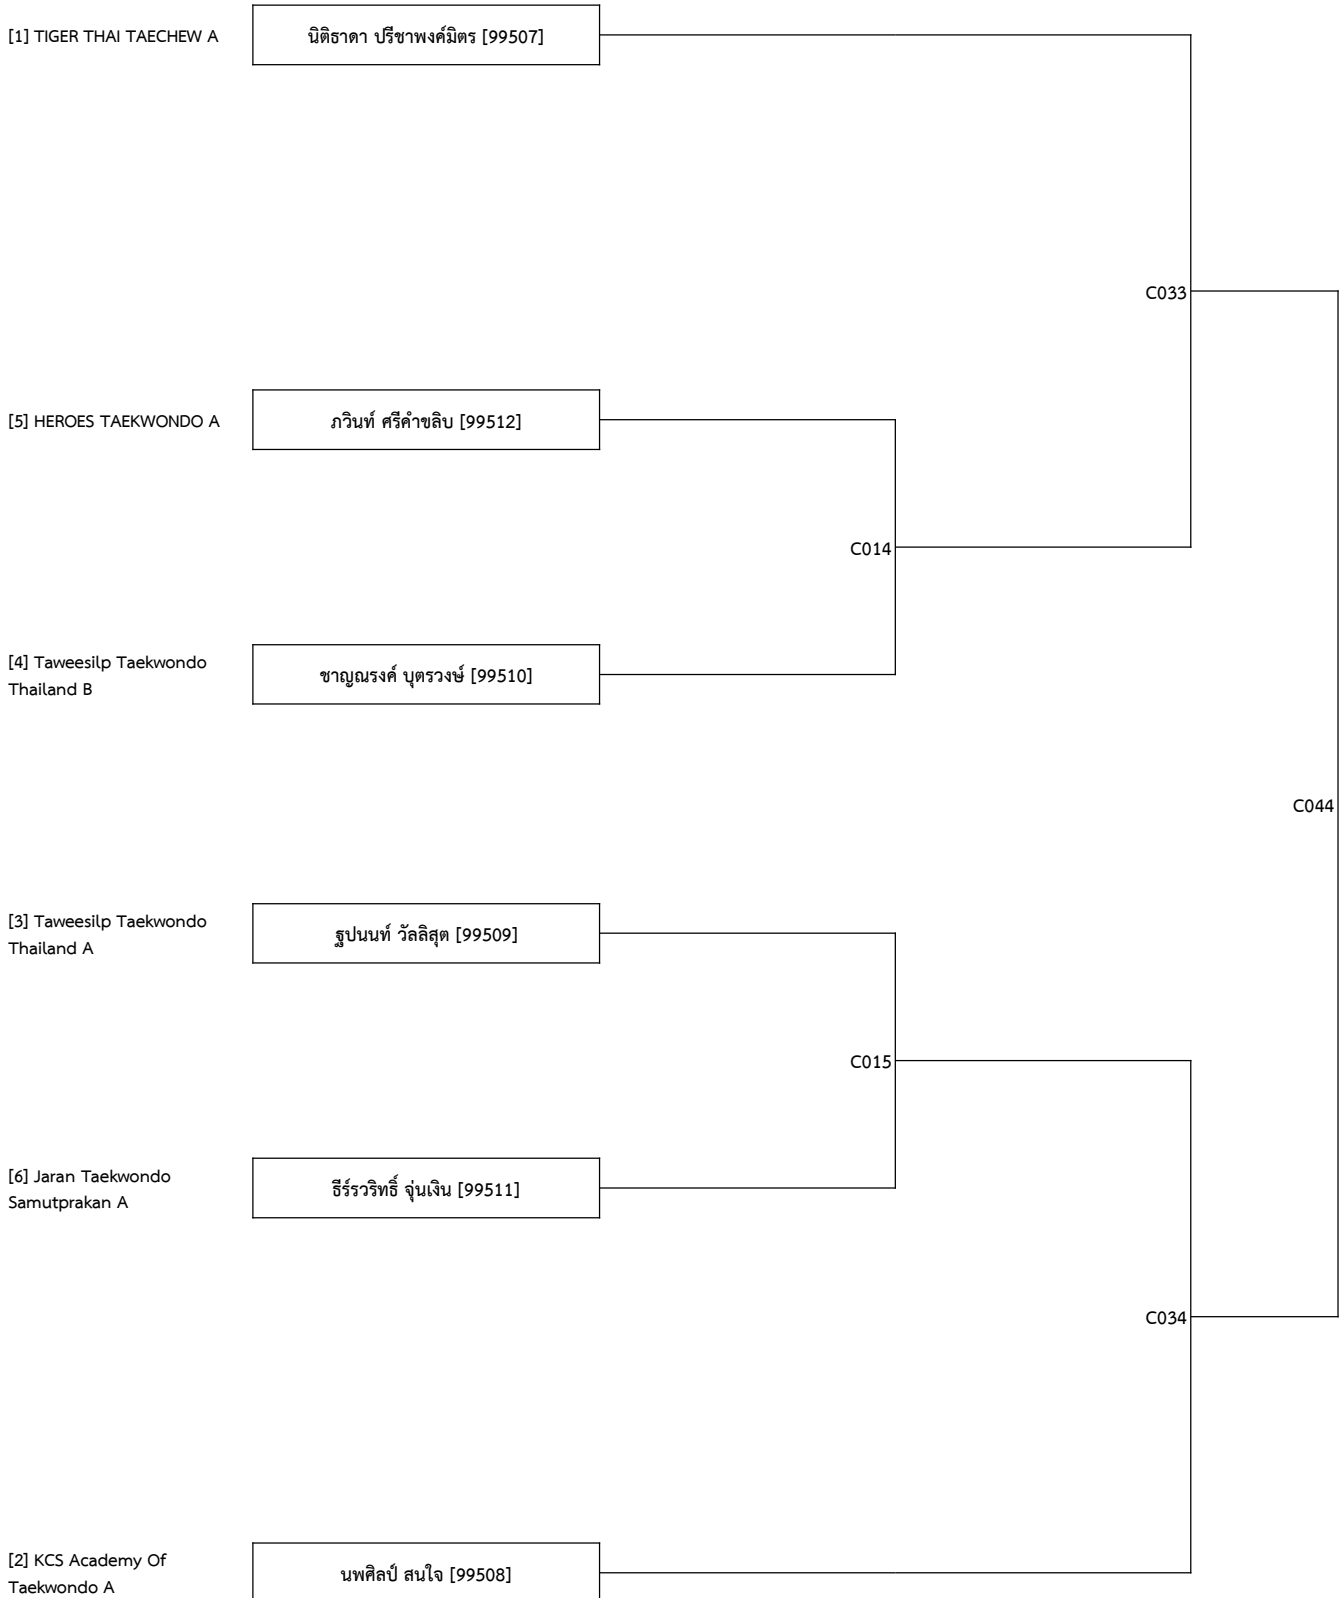 [1] TIGER THAI TAECHEW A
นิติธาดา ปรีชาพงค์มิตร [99507]
C033
[5] HEROES TAEKWONDO A
ภวินท์ ศรีคำขลิบ [99512]
C014
[4] Taweesilp Taekwondo
Thailand B
ชาญณรงค์ บุตรวงษ์ [99510]
C044
[3] Taweesilp Taekwondo
Thailand A
ฐปนนท์ วัลลิสุต [99509]
C015
[6] Jaran Taekwondo
Samutprakan A
ธีร์รวริทธิ์ จุ่นเงิน [99511]
C034
[2] KCS Academy Of
Taekwondo A
นพศิลป์ สนใจ [99508]